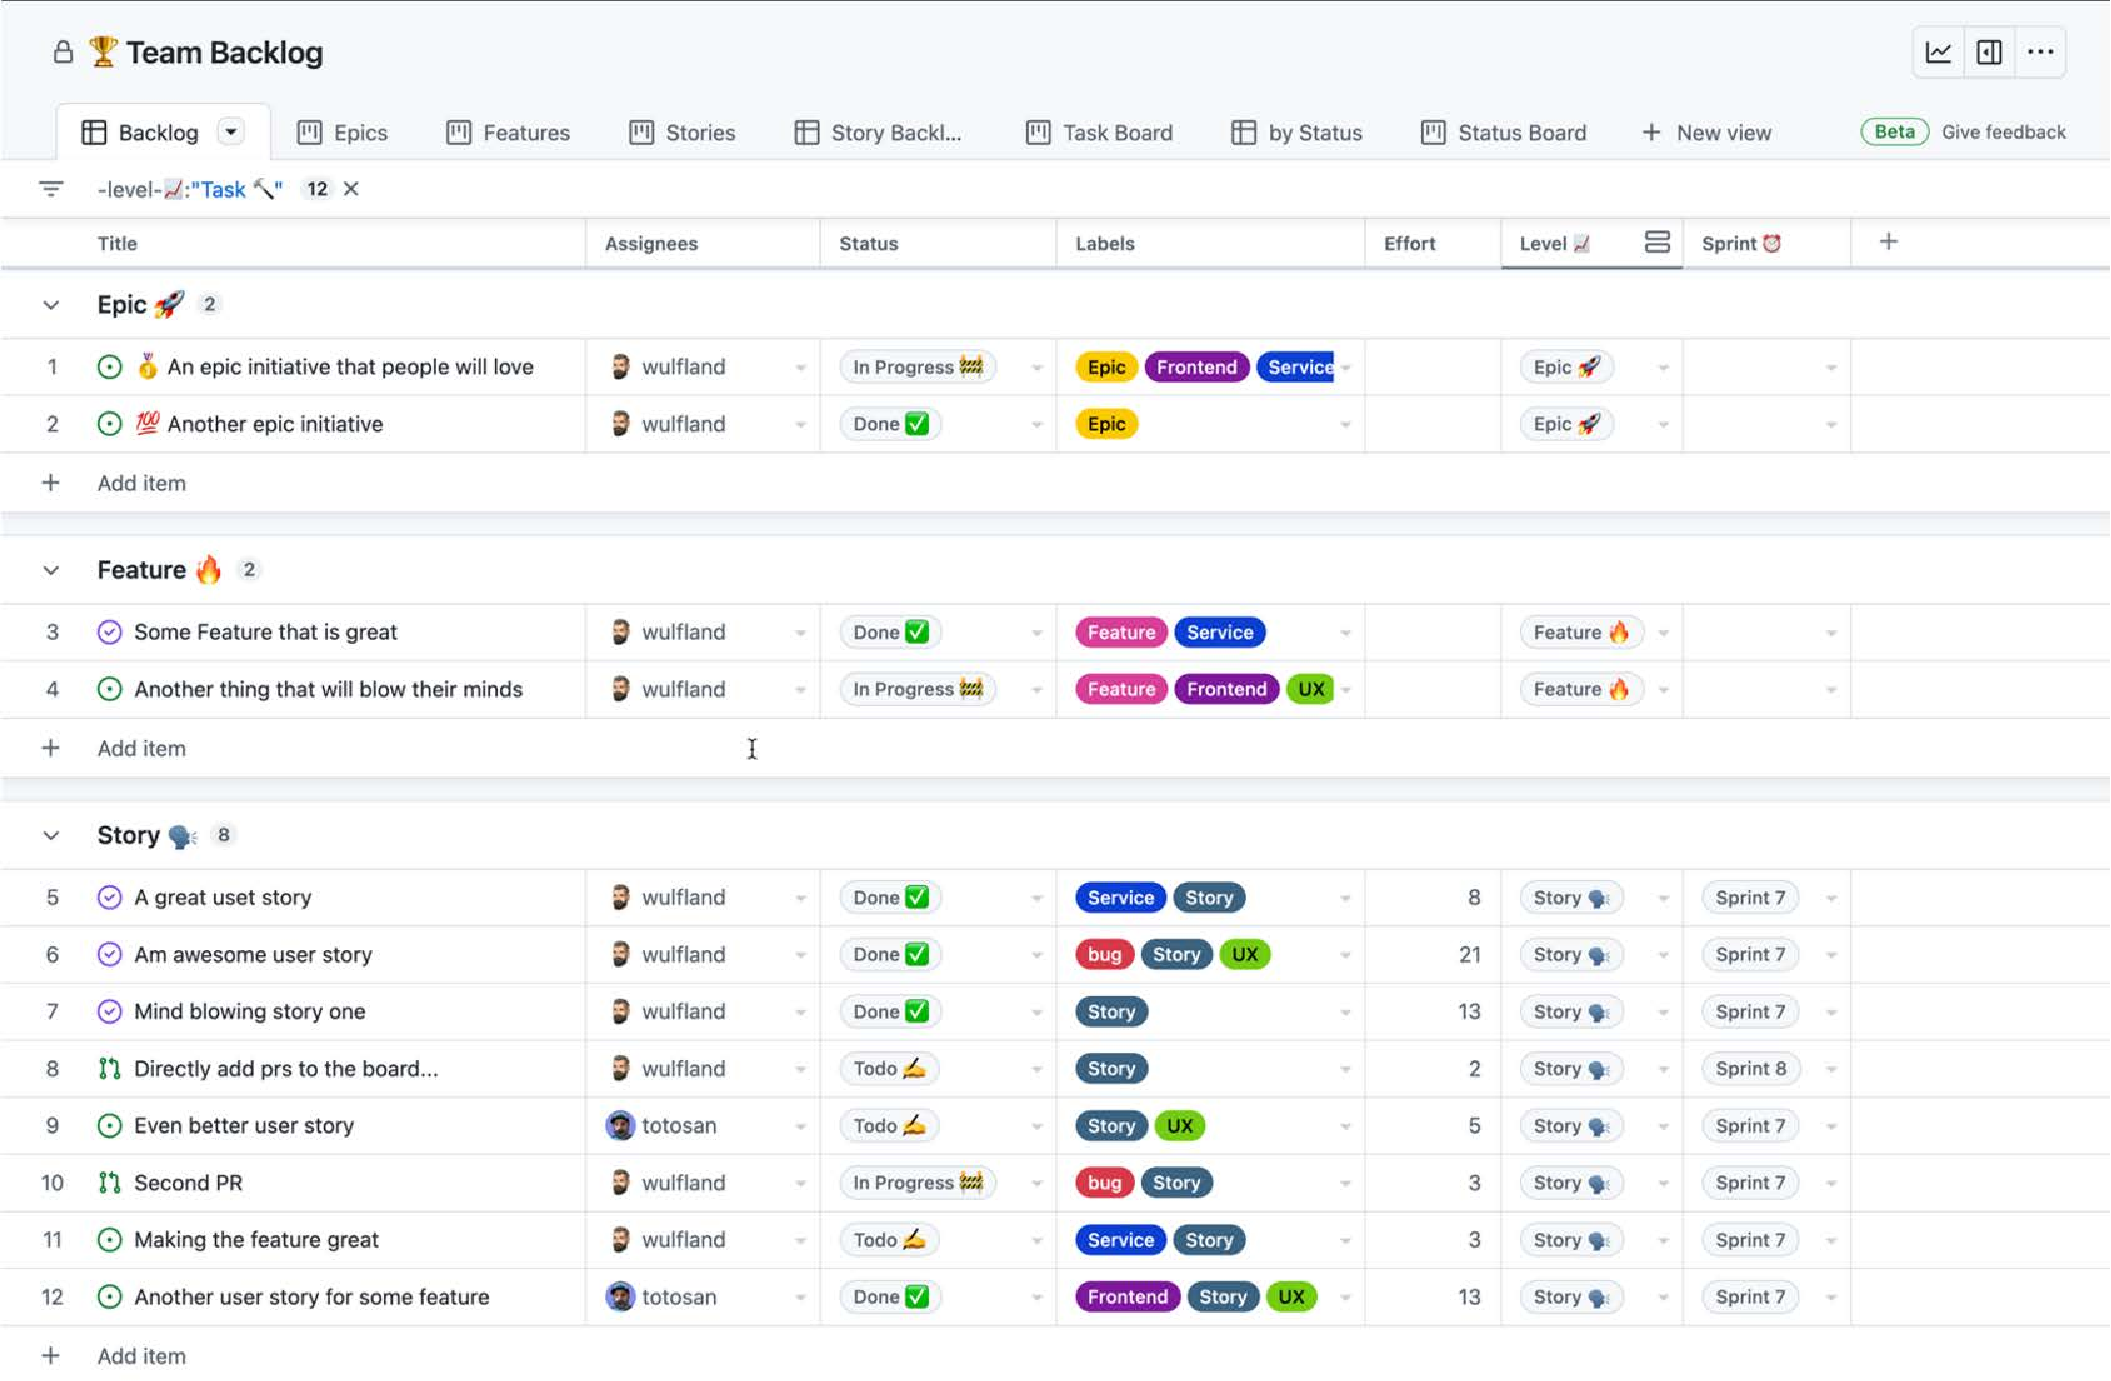 🏆 Team Backlog
Backlog Epics Features Stories Story Backl... Task Board by Status Status Board + New view Beta Give feedback
-level-📈:"Task 🔨" 12 ×
Title Assignees Status Labels Effort Level 📈 Sprint ⏰ +
Epic 🚀 2
1 🏅 An epic initiative that people will love wulfland In Progress 🚧 Epic Frontend Service Epic 🚀
2 💯 Another epic initiative wulfland Done ✅ Epic Epic 🚀
+ Add item
Feature 🔥 2
3 Some Feature that is great wulfland Done ✅ Feature Service Feature 🔥
4 Another thing that will blow their minds wulfland In Progress 🚧 Feature Frontend UX Feature 🔥
+ Add item
Story 🗣️ 8
5 A great uset story wulfland Done ✅ Service Story 8 Story 🗣️ Sprint 7
6 Am awesome user story wulfland Done ✅ bug Story UX 21 Story 🗣️ Sprint 7
7 Mind blowing story one wulfland Done ✅ Story 13 Story 🗣️ Sprint 7
8 Directly add prs to the board... wulfland Todo ✍️ Story 2 Story 🗣️ Sprint 8
9 Even better user story totosan Todo ✍️ Story UX 5 Story 🗣️ Sprint 7
10 Second PR wulfland In Progress 🚧 bug Story 3 Story 🗣️ Sprint 7
11 Making the feature great wulfland Todo ✍️ Service Story 3 Story 🗣️ Sprint 7
12 Another user story for some feature totosan Done ✅ Frontend Story UX 13 Story 🗣️ Sprint 7
+ Add item